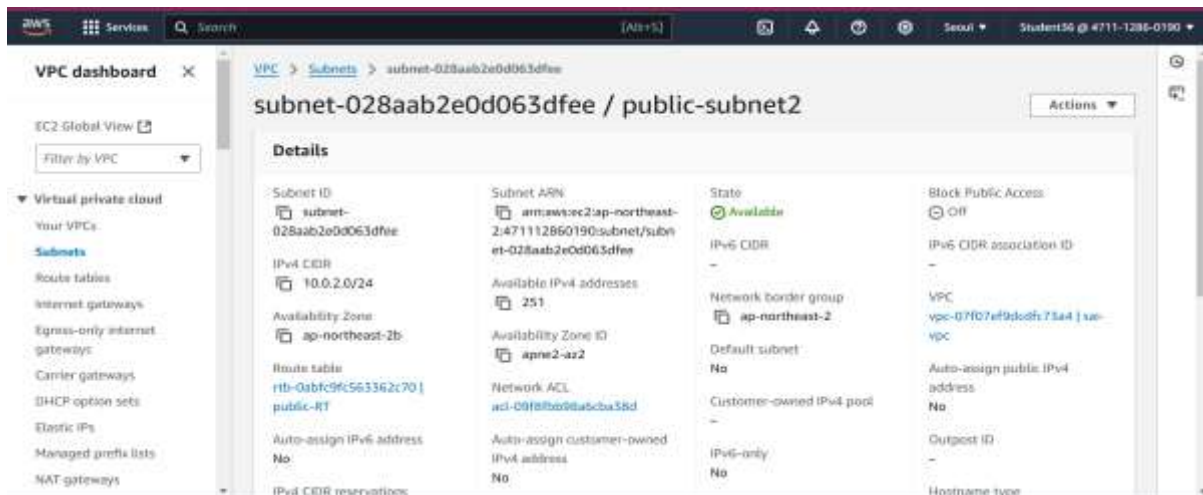 aws
Services
Search
[Alt+S]
Seoul
Student36 @ 4711-1286-0190
VPC dashboard
EC2 Global View
Filter by VPC
Virtual private cloud
Your VPCs
Subnets
Route tables
Internet gateways
Egress-only internet
gateways
Carrier gateways
DHCP option sets
Elastic IPs
Managed prefix lists
NAT gateways
VPC > Subnets > subnet-028aab2e0d063dfee
subnet-028aab2e0d063dfee / public-subnet2
Actions
Details
Subnet ID
subnet-
028aab2e0d063dfee
IPv4 CIDR
10.0.2.0/24
Availability Zone
ap-northeast-2b
Route table
rtb-0abfc9fc563362c70 |
public-RT
Auto-assign IPv6 address
No
IPv4 CIDR reservations
Subnet ARN
arn:aws:ec2:ap-northeast-
2:471112860190:subnet/subn
et-028aab2e0d063dfee
Available IPv4 addresses
251
Availability Zone ID
apne2-az2
Network ACL
Auto-assign customer-owned
IPv4 address
No
State
Available
IPv6 CIDR
–
Network border group
ap-northeast-2
Default subnet
No
Customer-owned IPv4 pool
–
IPv6-only
No
Block Public Access
Off
IPv6 CIDR association ID
–
VPC
vpc
Auto-assign public IPv4
address
No
Outpost ID
–
Hostname type